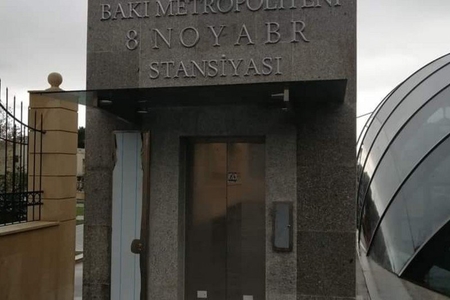 BAKI METROPOLİTENİ
8 NOYABR
STANSİYASI